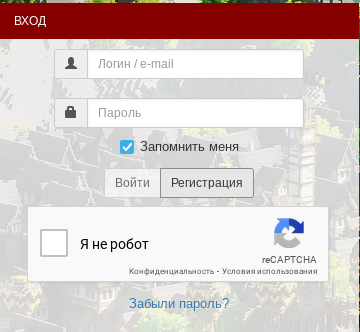 ВХОД
Логин / e-mail
Пароль
Запомнить меня
Войти Регистрация
Я не робот
reCAPTCHA
Конфиденциальность - Условия использования
Забыли пароль?